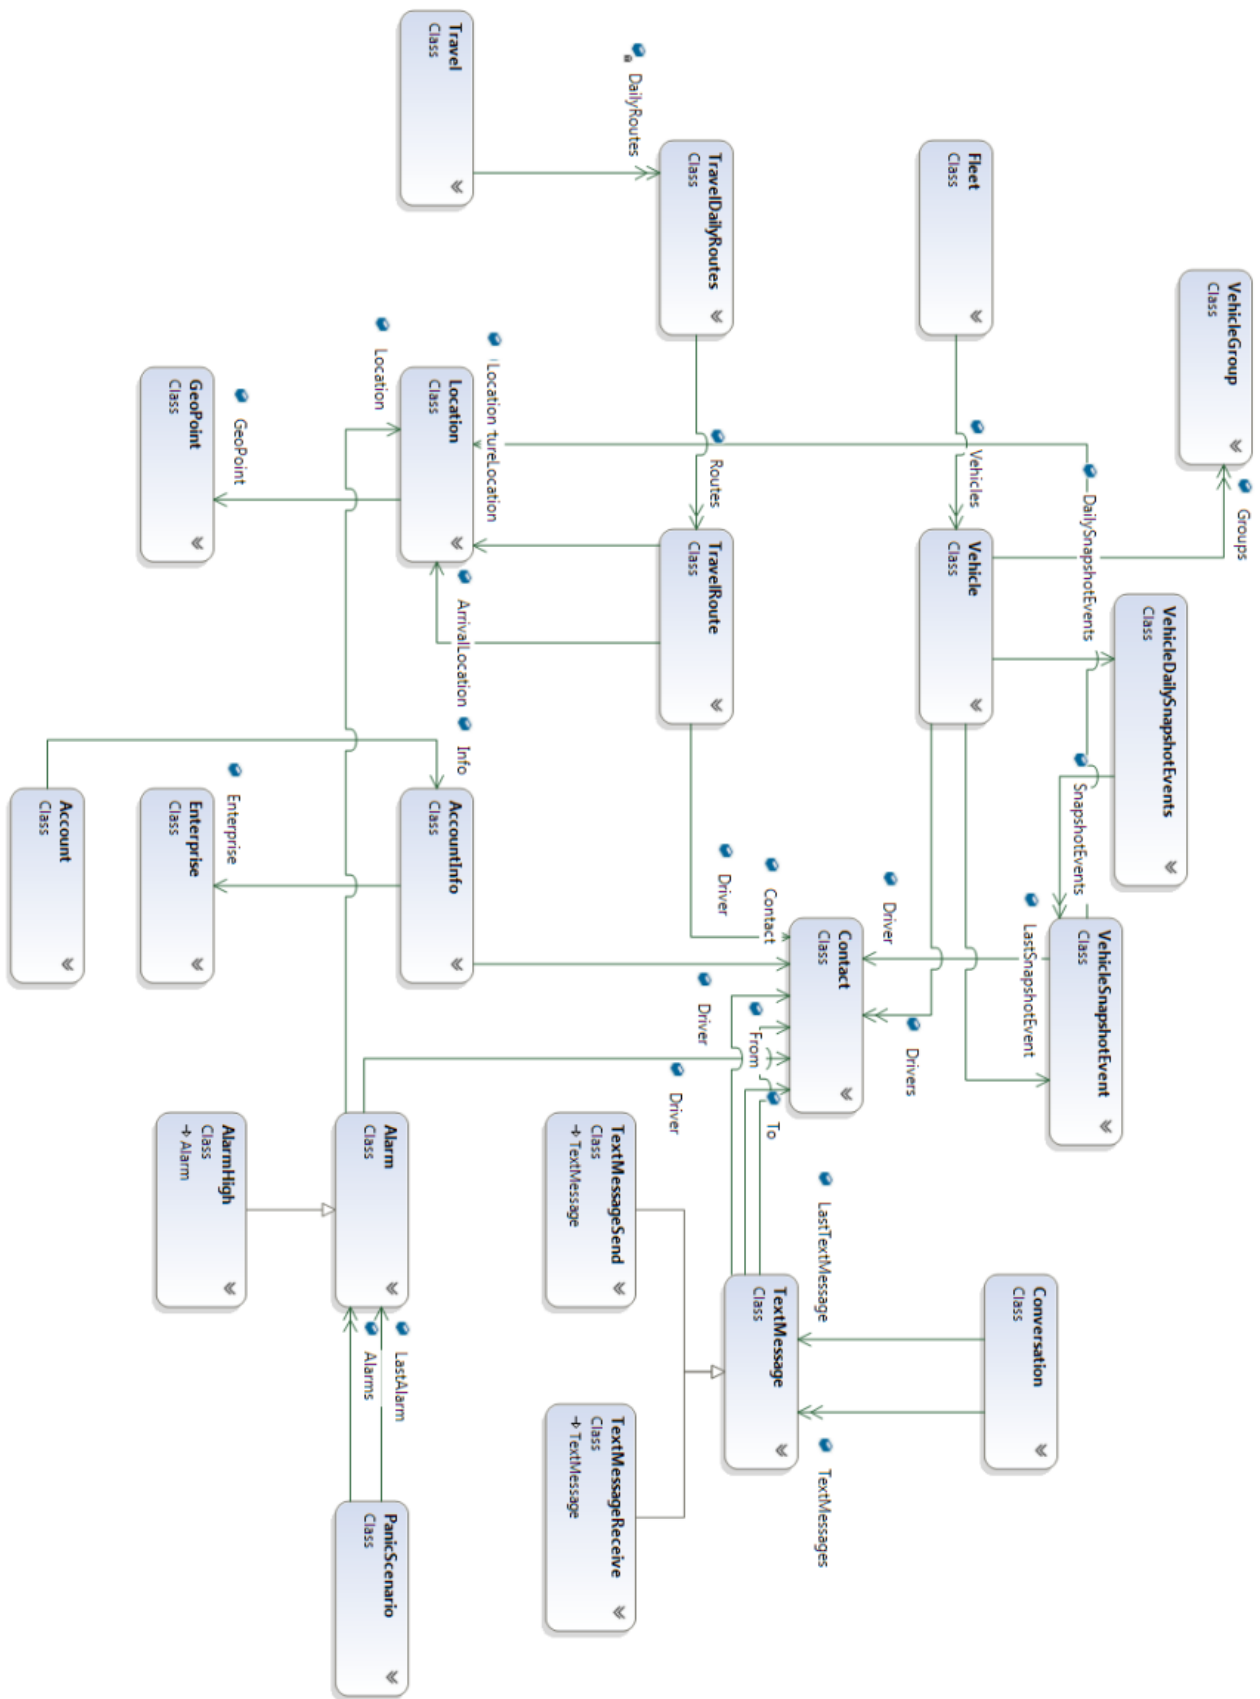 VehicleGroup
Class
Groups
Fleet
Class
Vehicles
Vehicle
Class
DailySnapshotEvents
VehicleDailySnapshotEvents
Class
SnapshotEvents
VehicleSnapshotEvent
Class
LastSnapshotEvent
Driver
Drivers
Travel
Class
DailyRoutes
TravelDailyRoutes
Class
Routes
TravelRoute
Class
Driver
Contact
Contact
Class
Driver
From
To
Driver
LastTextMessage
Conversation
Class
TextMessages
TextMessage
Class
TextMessageSend
Class
TextMessage
TextMessageReceive
Class
TextMessage
Location
tureLocation
Location
Class
Location
ArrivalLocation
GeoPoint
GeoPoint
Class
Info
AccountInfo
Class
Enterprise
Enterprise
Class
Account
Class
Alarm
Class
AlarmHigh
Class
Alarm
LastAlarm
Alarms
PanicScenario
Class